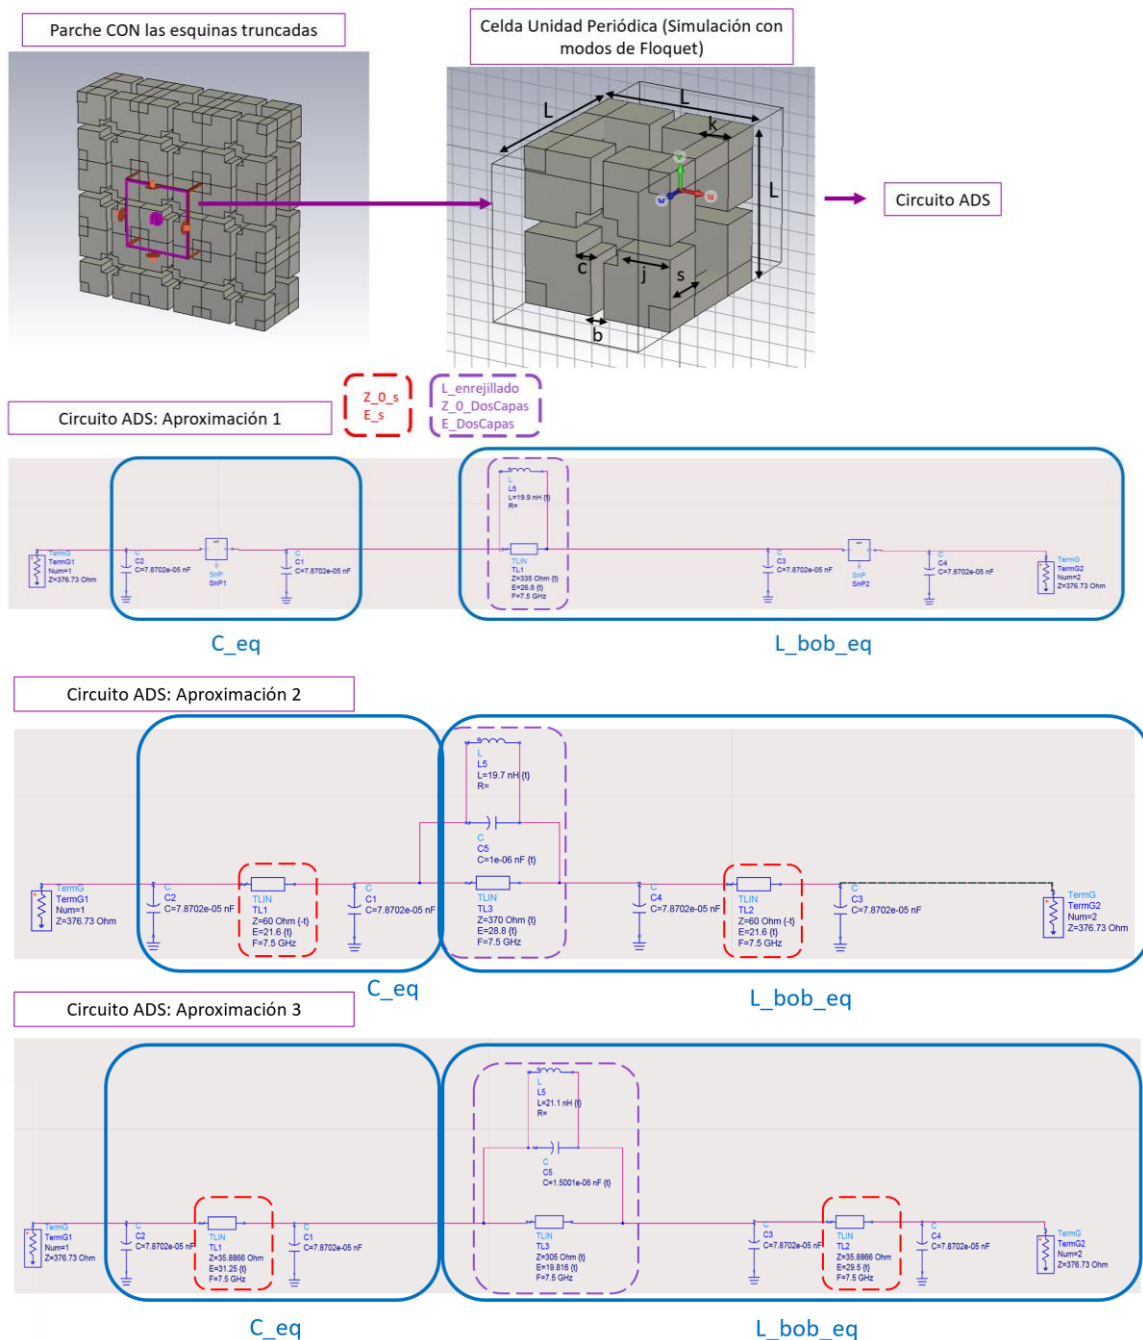 Parche CON las esquinas truncadas
Celda Unidad Periódica (Simulación con
modos de Floquet)
L
L
k
L
v
w
u
c
j
s
b
Circuito ADS
Circuito ADS: Aproximación 1
Z_0_s
E_s
L_enrejillado
Z_0_DosCapas
E_DosCapas
TermG
TermG1
Num=1
Z=376.73 Ohm
C
C2
C=7.8702e-05 nF
SnP
SnP1
C
C1
C=7.8702e-05 nF
L
L5
L=19.9 nH {t}
R=
TLIN
TL1
Z=335 Ohm {t}
E=26.8 {t}
F=7.5 GHz
C
C3
C=7.8702e-05 nF
SnP
SnP2
C
C4
C=7.8702e-05 nF
TermG
TermG2
Num=2
Z=376.73 Ohm
C_eq
L_bob_eq
Circuito ADS: Aproximación 2
TermG
TermG1
Num=1
Z=376.73 Ohm
C
C2
C=7.8702e-05 nF
TLIN
TL1
Z=60 Ohm {-t}
E=21.6 {t}
F=7.5 GHz
C
C1
C=7.8702e-05 nF
L
L5
L=19.7 nH {t}
R=
C
C5
C=1e-06 nF {t}
TLIN
TL3
Z=370 Ohm {t}
E=28.8 {t}
F=7.5 GHz
C
C4
C=7.8702e-05 nF
TLIN
TL2
Z=60 Ohm {-t}
E=21.6 {t}
F=7.5 GHz
C
C3
C=7.8702e-05 nF
TermG
TermG2
Num=2
Z=376.73 Ohm
C_eq
L_bob_eq
Circuito ADS: Aproximación 3
TermG
TermG1
Num=1
Z=376.73 Ohm
C
C2
C=7.8702e-05 nF
TLIN
TL1
Z=35.8866 Ohm
E=31.25 {t}
F=7.5 GHz
C
C1
C=7.8702e-05 nF
L
L5
L=21.1 nH {t}
R=
C
C5
C=1.5001e-06 nF {t}
TLIN
TL3
Z=305 Ohm {t}
E=19.816 {t}
F=7.5 GHz
C
C3
C=7.8702e-05 nF
TLIN
TL2
Z=35.8866 Ohm
E=29.5 {t}
F=7.5 GHz
C
C4
C=7.8702e-05 nF
TermG
TermG2
Num=2
Z=376.73 Ohm
C_eq
L_bob_eq